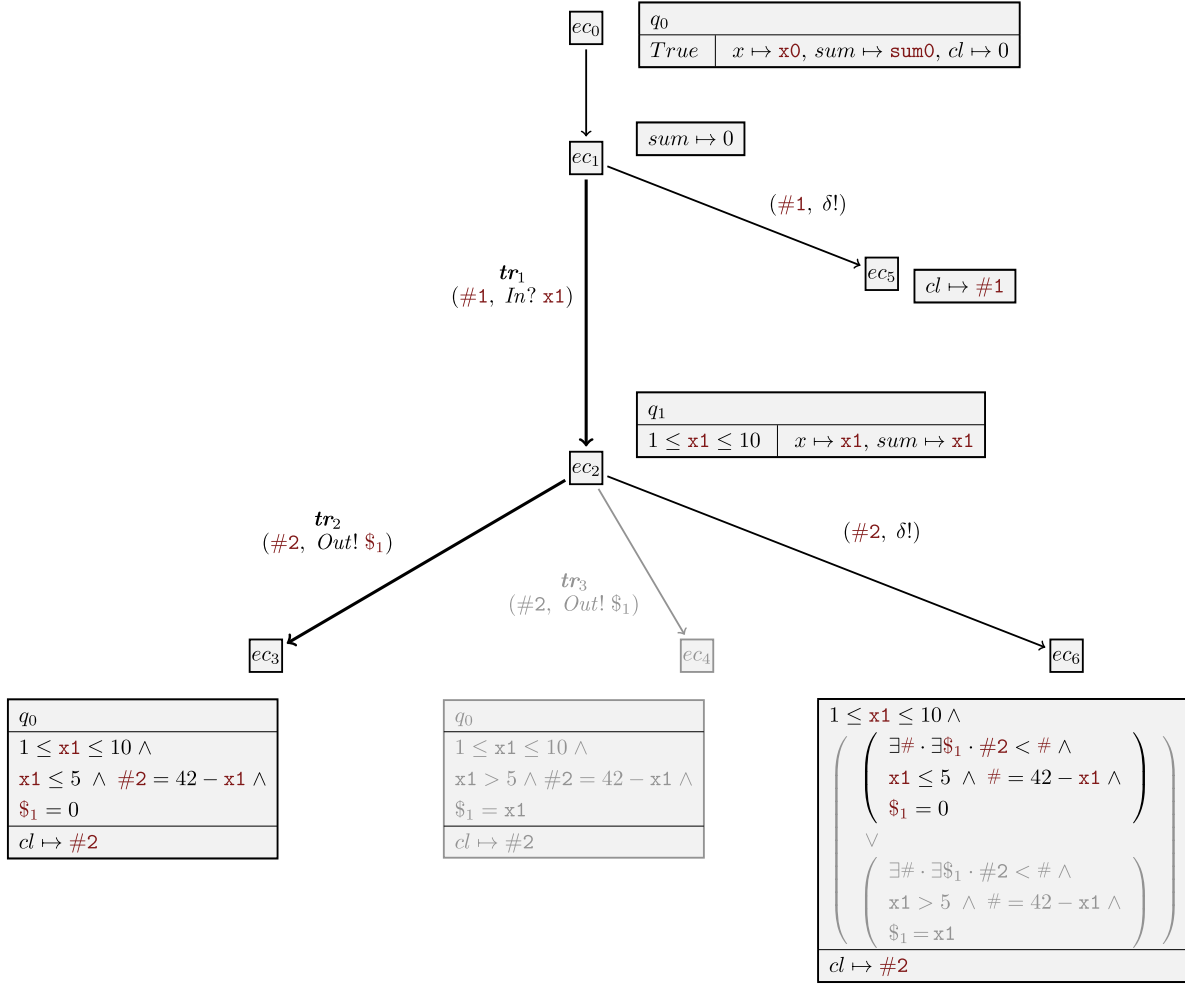 ec₀
q₀
True x ↦ x0, sum ↦ sum0, cl ↦ 0
ec₁
sum ↦ 0
(#1, δ!)
tr₁
(#1, In? x1)
ec₅
cl ↦ #1
q₁
1 ≤ x1 ≤ 10 x ↦ x1, sum ↦ x1
ec₂
tr₂
(#2, Out! $₁)
(#2, δ!)
tr₃
(#2, Out! $₁)
ec₃
ec₄
ec₆
q₀
1 ≤ x1 ≤ 10 ∧
x1 ≤ 5 ∧ #2 = 42 − x1 ∧
$₁ = 0
cl ↦ #2
q₀
1 ≤ x1 ≤ 10 ∧
x1 > 5 ∧ #2 = 42 − x1 ∧
$₁ = x1
cl ↦ #2
1 ≤ x1 ≤ 10 ∧
( ( ∃# · ∃$₁ · #2 < # ∧
x1 ≤ 5 ∧ # = 42 − x1 ∧
$₁ = 0 )
∨
( ∃# · ∃$₁ · #2 < # ∧
x1 > 5 ∧ # = 42 − x1 ∧
$₁ = x1 ) )
cl ↦ #2